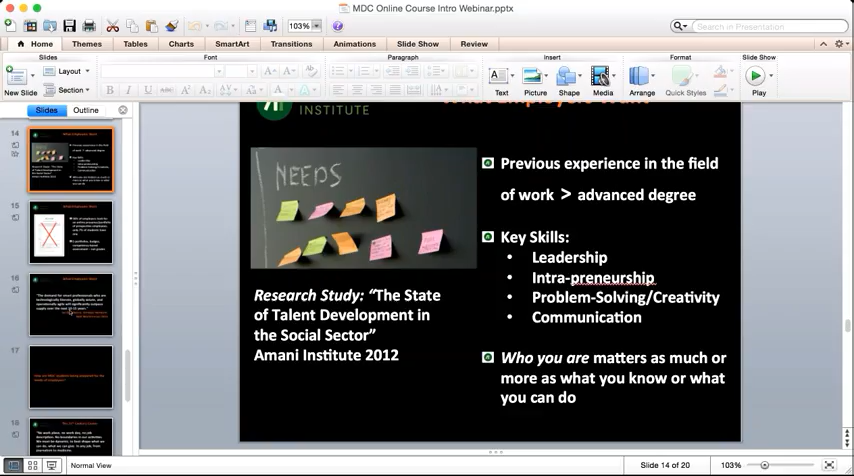 MDC Online Course Intro Webinar.pptx
103%
Search in Presentation
Home Themes Tables Charts SmartArt Transitions Animations Slide Show Review
Slides Font Paragraph Insert Format Slide Show
New Slide Layout Section
Text Picture Shape Media Arrange Quick Styles Play
Slides Outline
14
15
16
17
18
INSTITUTE
NEEDS
Research Study: “The State
of Talent Development in
the Social Sector”
Amani Institute 2012
Previous experience in the field
of work > advanced degree
Key Skills:
• Leadership
• Intra-preneurship
• Problem-Solving/Creativity
• Communication
Who you are matters as much or
more as what you know or what
you can do
Normal View
Slide 14 of 20
103%